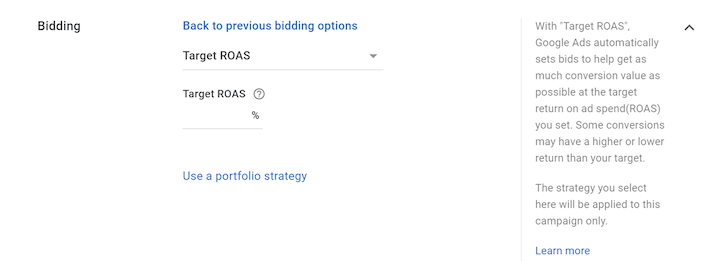 Bidding
Back to previous bidding options
Target ROAS
Target ROAS ?
%
Use a portfolio strategy
With "Target ROAS",
Google Ads automatically
sets bids to help get as
much conversion value as
possible at the target
return on ad spend(ROAS)
you set. Some conversions
may have a higher or lower
return than your target.
The strategy you select
here will be applied to this
campaign only.
Learn more